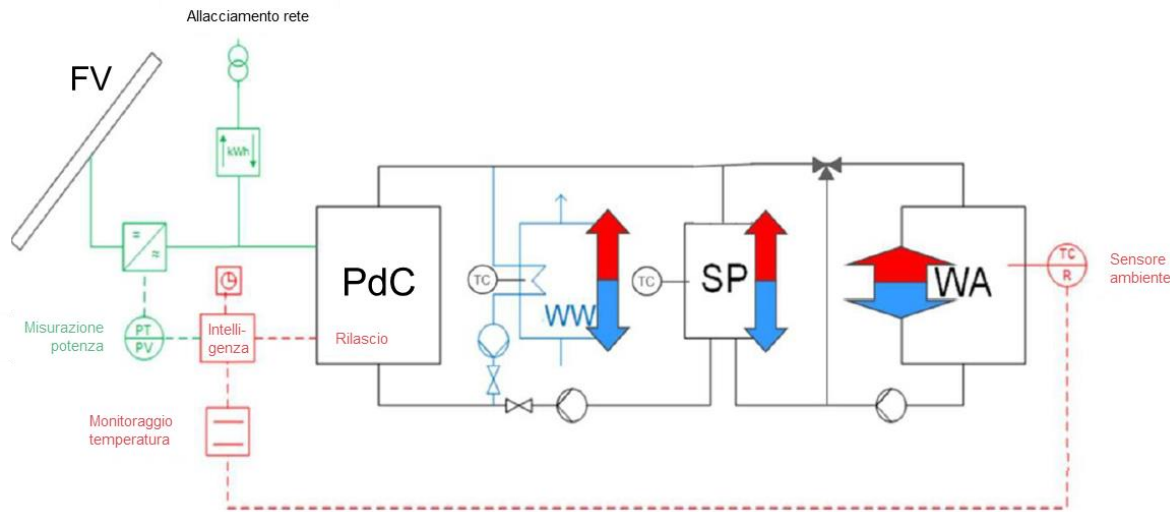 Allacciamento rete
FV
kWh
=
≈
PdC
TC
WW
TC
SP
WA
TC
R
Sensore
ambiente
Misurazione
potenza
PT
PV
Intelli-
genza
Rilascio
Monitoraggio
temperatura